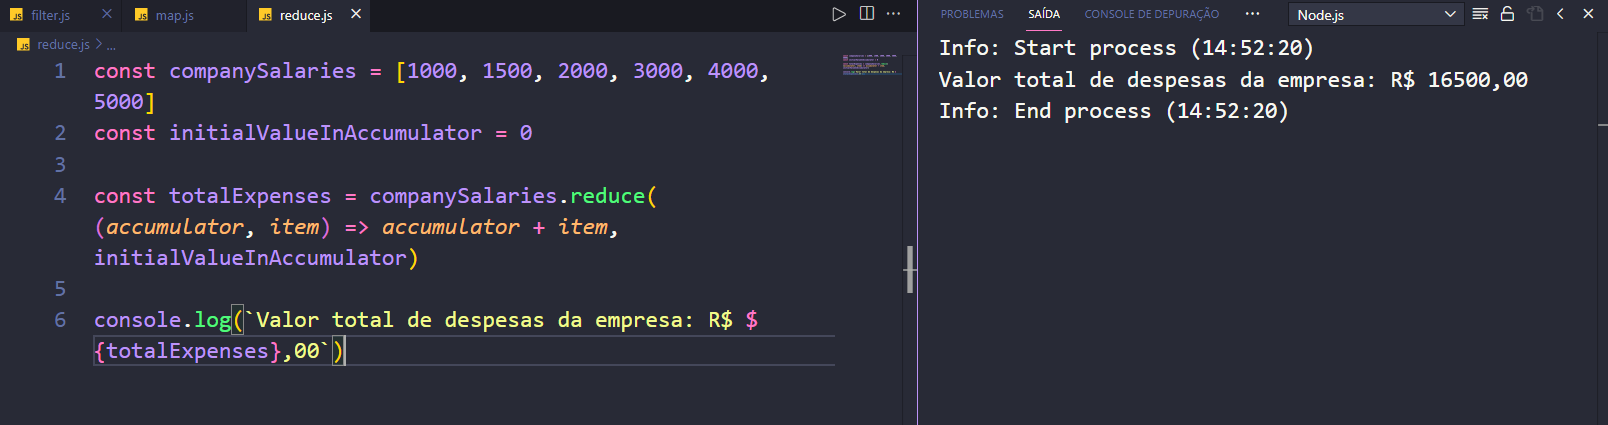 JS filter.js × JS map.js JS reduce.js ×
JS reduce.js > ...
1 const companySalaries = [1000, 1500, 2000, 3000, 4000,
5000]
2 const initialValueInAccumulator = 0
3
4 const totalExpenses = companySalaries.reduce(
(accumulator, item) => accumulator + item,
initialValueInAccumulator)
5
6 console.log(`Valor total de despesas da empresa: R$ $
{totalExpenses},00`)
PROBLEMAS SAÍDA CONSOLE DE DEPURAÇÃO ... Node.js
Info: Start process (14:52:20)
Valor total de despesas da empresa: R$ 16500,00
Info: End process (14:52:20)